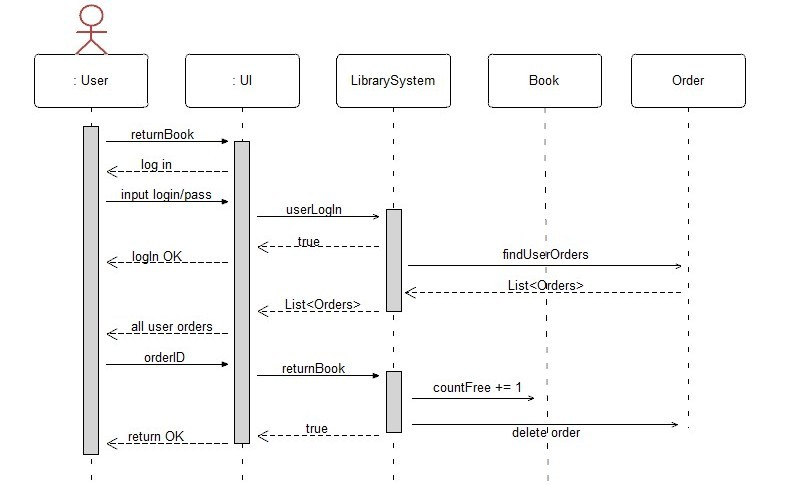 : User
: UI
LibrarySystem
Book
Order
returnBook
log in
input login/pass
userLogIn
true
findUserOrders
logIn OK
List<Orders>
List<Orders>
all user orders
orderID
returnBook
countFree += 1
true
delete order
return OK